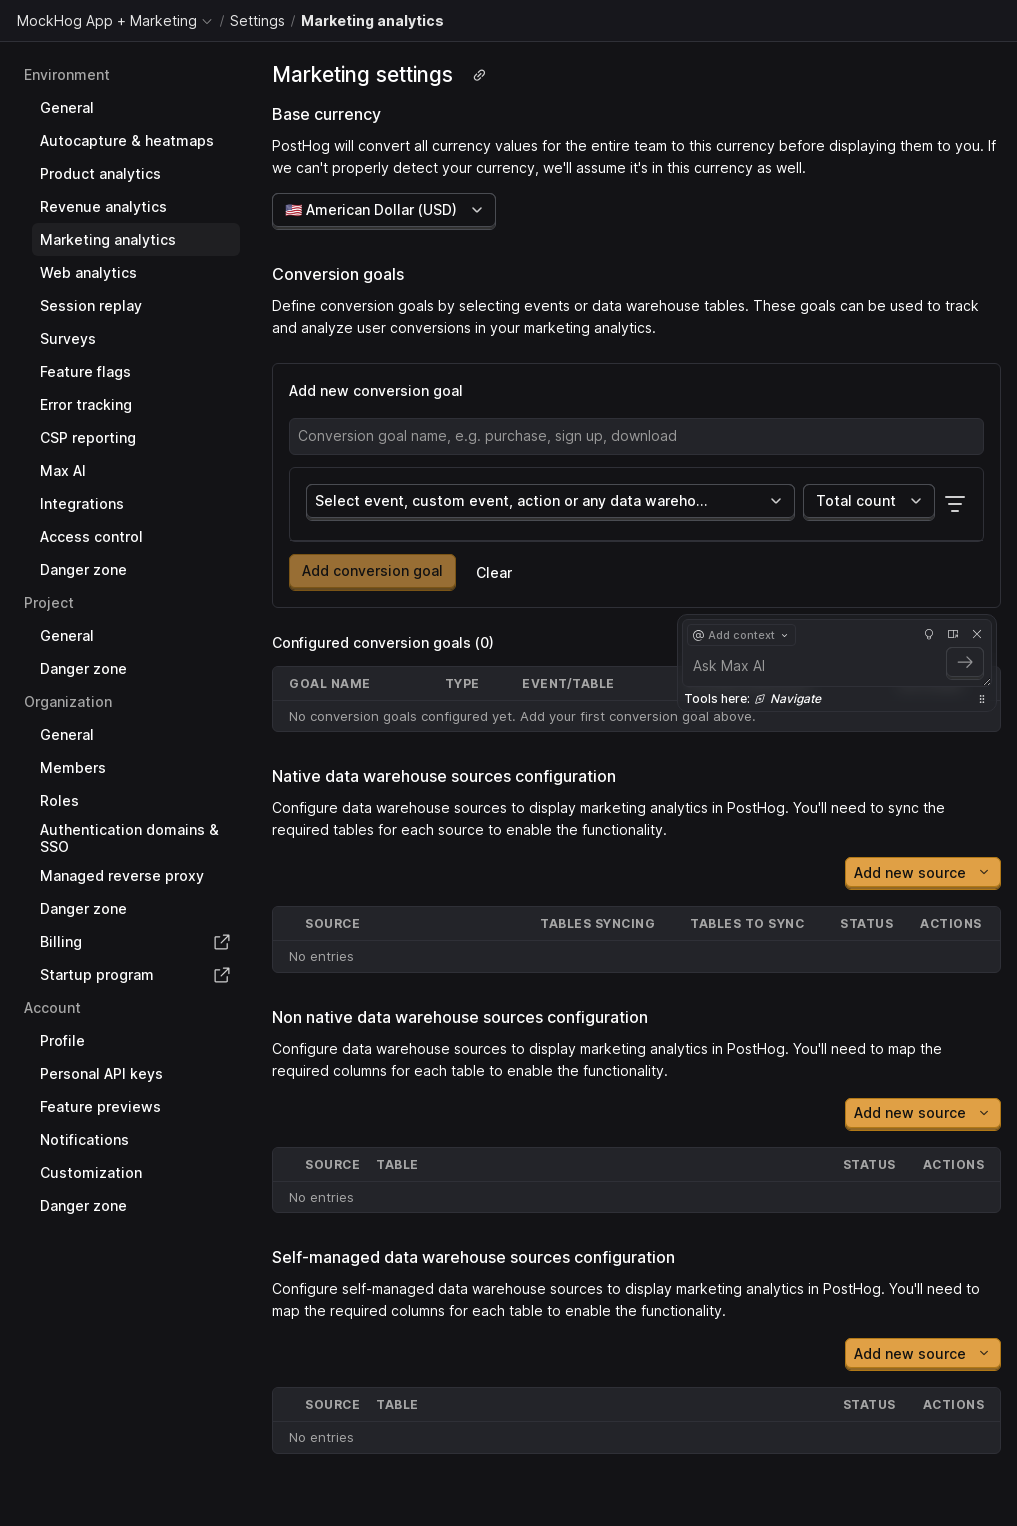 MockHog App + Marketing / Settings / Marketing analytics
Environment
General
Autocapture & heatmaps
Product analytics
Revenue analytics
Marketing analytics
Web analytics
Session replay
Surveys
Feature flags
Error tracking
CSP reporting
Max AI
Integrations
Access control
Danger zone
Project
General
Danger zone
Organization
General
Members
Roles
Authentication domains &
SSO
Managed reverse proxy
Danger zone
Billing
Startup program
Account
Profile
Personal API keys
Feature previews
Notifications
Customization
Danger zone
Marketing settings
Base currency
PostHog will convert all currency values for the entire team to this currency before displaying them to you. If
we can't properly detect your currency, we'll assume it's in this currency as well.
🇺🇸 American Dollar (USD)
Conversion goals
Define conversion goals by selecting events or data warehouse tables. These goals can be used to track
and analyze user conversions in your marketing analytics.
Add new conversion goal
Conversion goal name, e.g. purchase, sign up, download
Select event, custom event, action or any data wareho... Total count
Add conversion goal Clear
Configured conversion goals (0)
GOAL NAME TYPE EVENT/TABLE
No conversion goals configured yet. Add your first conversion goal above.
@ Add context
Ask Max AI
Tools here: Navigate
Native data warehouse sources configuration
Configure data warehouse sources to display marketing analytics in PostHog. You'll need to sync the
required tables for each source to enable the functionality.
Add new source
SOURCE TABLES SYNCING TABLES TO SYNC STATUS ACTIONS
No entries
Non native data warehouse sources configuration
Configure data warehouse sources to display marketing analytics in PostHog. You'll need to map the
required columns for each table to enable the functionality.
Add new source
SOURCE TABLE STATUS ACTIONS
No entries
Self-managed data warehouse sources configuration
Configure self-managed data warehouse sources to display marketing analytics in PostHog. You'll need to
map the required columns for each table to enable the functionality.
Add new source
SOURCE TABLE STATUS ACTIONS
No entries